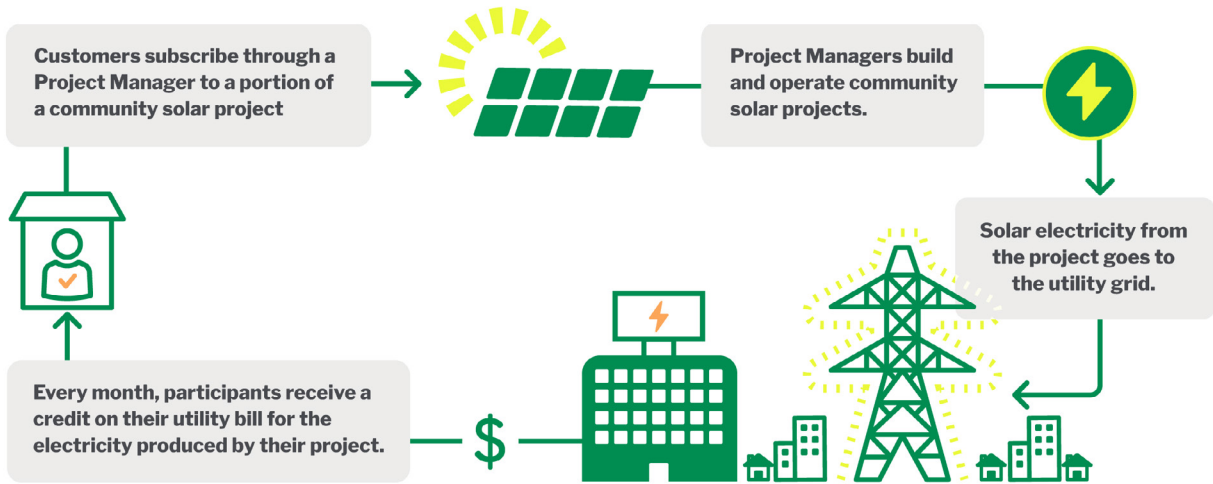 Customers subscribe through a
Project Manager to a portion of
a community solar project
Project Managers build
and operate community
solar projects.
Solar electricity from
the project goes to
the utility grid.
Every month, participants receive a
credit on their utility bill for the
electricity produced by their project.
$